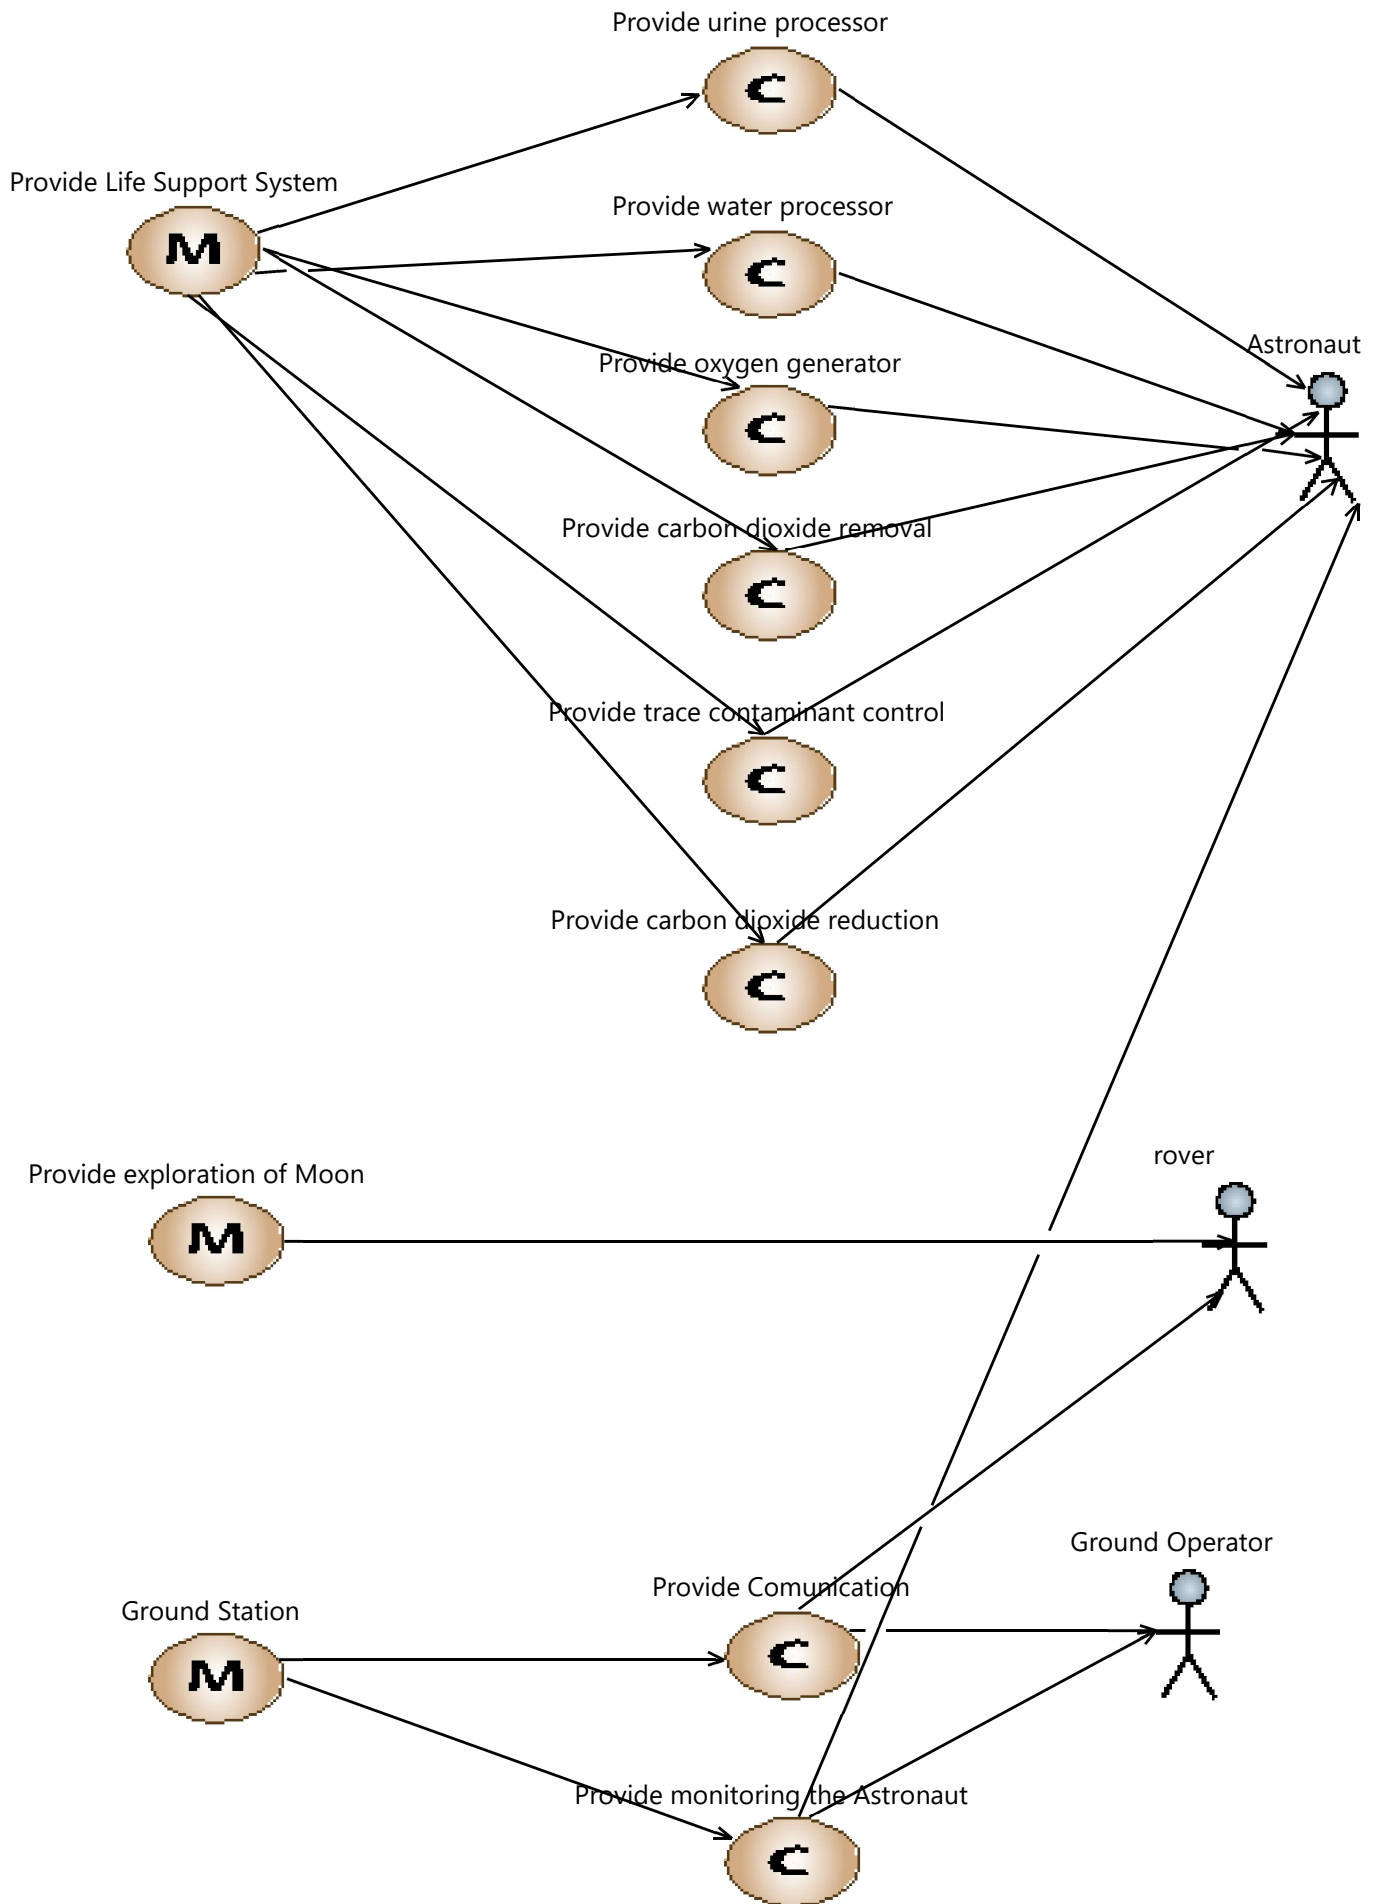 Provide urine processor
C
Provide Life Support System
M
Provide water processor
C
Astronaut
Provide oxygen generator
C
Provide carbon dioxide removal
C
Provide trace contaminant control
C
Provide carbon dioxide reduction
C
rover
Provide exploration of Moon
M
Ground Operator
Provide Comunication
C
Ground Station
M
Provide monitoring the Astronaut
C